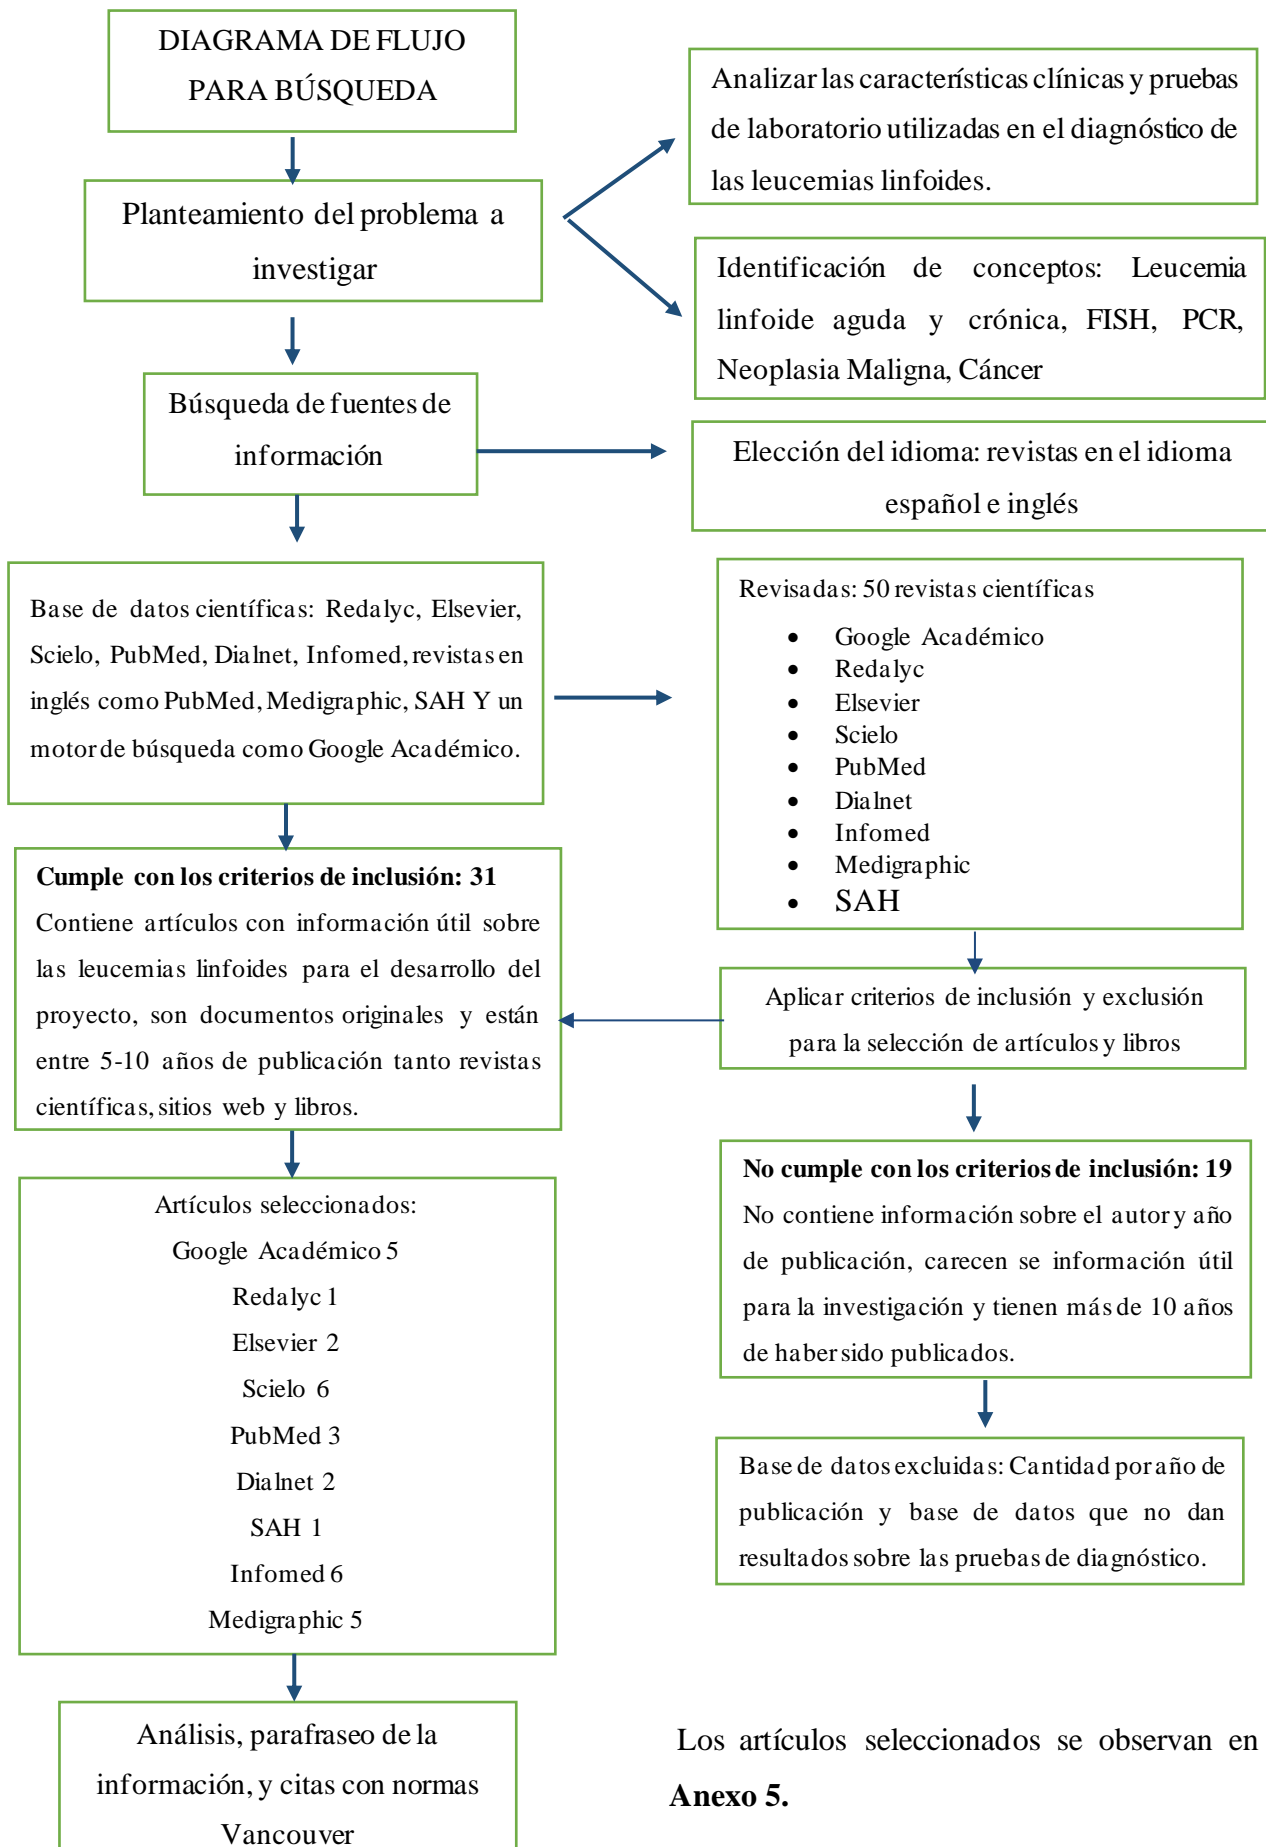 DIAGRAMA DE FLUJO
PARA BÚSQUEDA
Planteamiento del problema a
investigar
Analizar las características clínicas y pruebas
de laboratorio utilizadas en el diagnóstico de
las leucemias linfoides.
Identificación de conceptos: Leucemia
linfoide aguda y crónica, FISH, PCR,
Neoplasia Maligna, Cáncer
Búsqueda de fuentes de
información
Elección del idioma: revistas en el idioma
español e inglés
Base de datos científicas: Redalyc, Elsevier,
Scielo, PubMed, Dialnet, Infomed, revistas en
inglés como PubMed, Medigraphic, SAH Y un
motor de búsqueda como Google Académico.
Revisadas: 50 revistas científicas
• Google Académico
• Redalyc
• Elsevier
• Scielo
• PubMed
• Dialnet
• Infomed
• Medigraphic
• SAH
Cumple con los criterios de inclusión: 31
Contiene artículos con información útil sobre
las leucemias linfoides para el desarrollo del
proyecto, son documentos originales y están
entre 5-10 años de publicación tanto revistas
científicas, sitios web y libros.
Aplicar criterios de inclusión y exclusión
para la selección de artículos y libros
No cumple con los criterios de inclusión: 19
No contiene información sobre el autor y año
de publicación, carecen se información útil
para la investigación y tienen más de 10 años
de haber sido publicados.
Artículos seleccionados:
Google Académico 5
Redalyc 1
Elsevier 2
Scielo 6
PubMed 3
Dialnet 2
SAH 1
Infomed 6
Medigraphic 5
Base de datos excluidas: Cantidad por año de
publicación y base de datos que no dan
resultados sobre las pruebas de diagnóstico.
Análisis, parafraseo de la
información, y citas con normas
Vancouver
Los artículos seleccionados se observan en
Anexo 5.